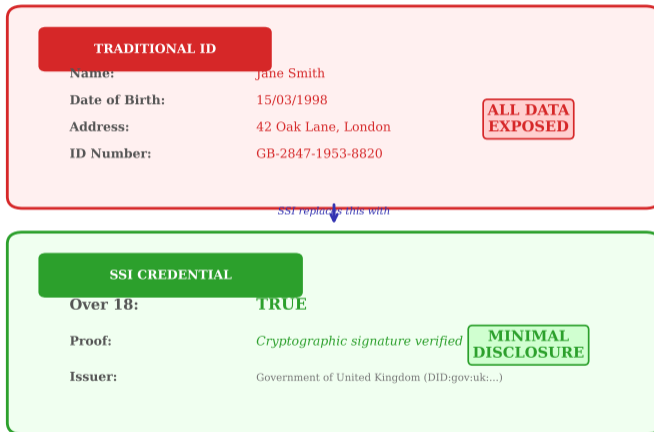 TRADITIONAL ID
Name: Jane Smith
Date of Birth: 15/03/1998
Address: 42 Oak Lane, London
ID Number: GB-2847-1953-8820
ALL DATA
EXPOSED
SSI replaces this with
SSI CREDENTIAL
Over 18: TRUE
Proof: Cryptographic signature verified
Issuer: Government of United Kingdom (DID:gov:uk:...)
MINIMAL
DISCLOSURE